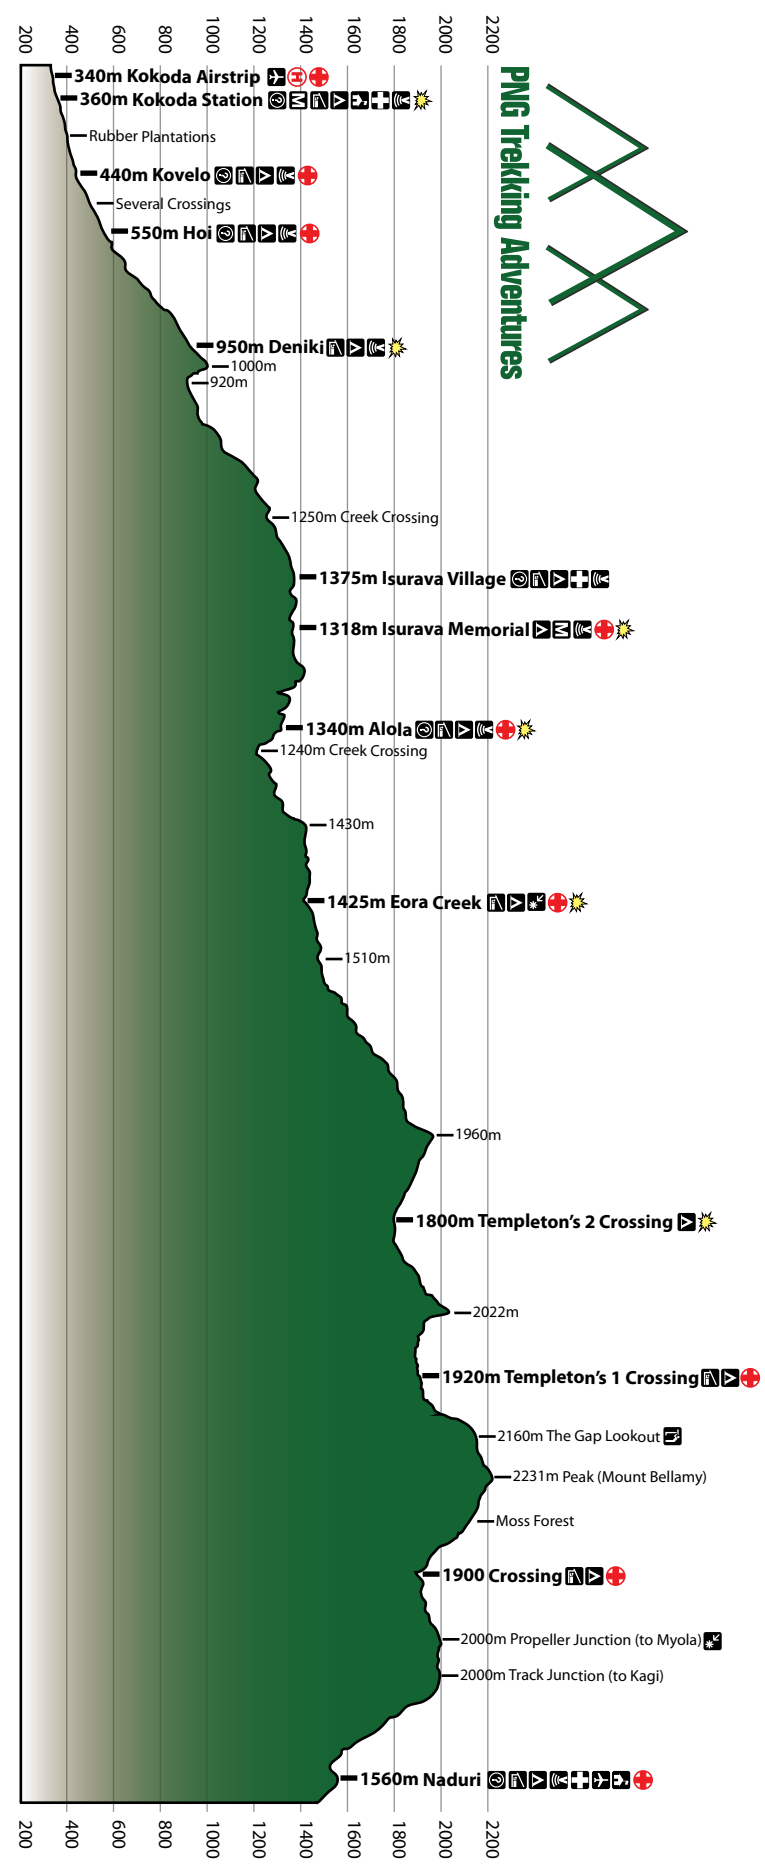 200
400
600
800
1000
1200
1400
1600
1800
2000
2200
PNG Trekking Adventures
340m Kokoda Airstrip H
360m Kokoda Station ? M
Rubber Plantations
440m Kovelo ?
Several Crossings
550m Hoi ?
950m Deniki
1000m
920m
1250m Creek Crossing
1375m Isurava Village ?
1318m Isurava Memorial M
1340m Alola ?
1240m Creek Crossing
1430m
1425m Eora Creek
1510m
1960m
1800m Templeton's 2 Crossing
2022m
1920m Templeton's 1 Crossing
2160m The Gap Lookout
2231m Peak (Mount Bellamy)
Moss Forest
1900 Crossing
2000m Propeller Junction (to Myola)
2000m Track Junction (to Kagi)
1560m Naduri ?
200
400
600
800
1000
1200
1400
1600
1800
2000
2200